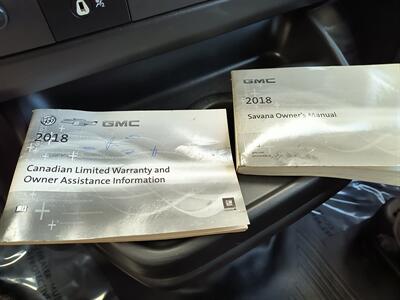 GMC
2018
Canadian Limited Warranty and
Owner Assistance Information
GMC
2018
Savana Owner's Manual